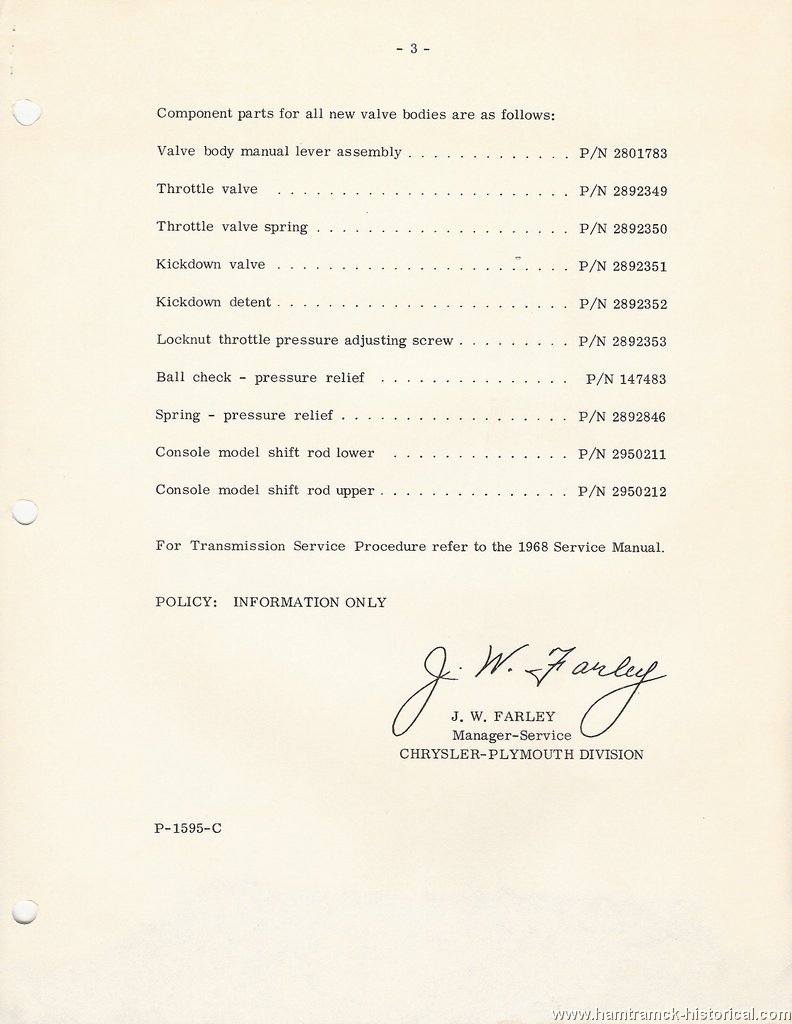 - 3 -
Component parts for all new valve bodies are as follows:
Valve body manual lever assembly . . . . . . . . . . . . . P/N 2801783
Throttle valve . . . . . . . . . . . . . . . . . . . . . . . P/N 2892349
Throttle valve spring . . . . . . . . . . . . . . . . . . . . P/N 2892350
Kickdown valve . . . . . . . . . . . . . . . . . . . . . . . P/N 2892351
Kickdown detent . . . . . . . . . . . . . . . . . . . . . . . P/N 2892352
Locknut throttle pressure adjusting screw . . . . . . . . . P/N 2892353
Ball check - pressure relief . . . . . . . . . . . . . . . P/N 147483
Spring - pressure relief . . . . . . . . . . . . . . . . . . P/N 2892846
Console model shift rod lower . . . . . . . . . . . . . . P/N 2950211
Console model shift rod upper . . . . . . . . . . . . . . . P/N 2950212
For Transmission Service Procedure refer to the 1968 Service Manual.
POLICY: INFORMATION ONLY
J. W. Farley
J. W. FARLEY
Manager-Service
CHRYSLER-PLYMOUTH DIVISION
P-1595-C
www.hamtramck-historical.com